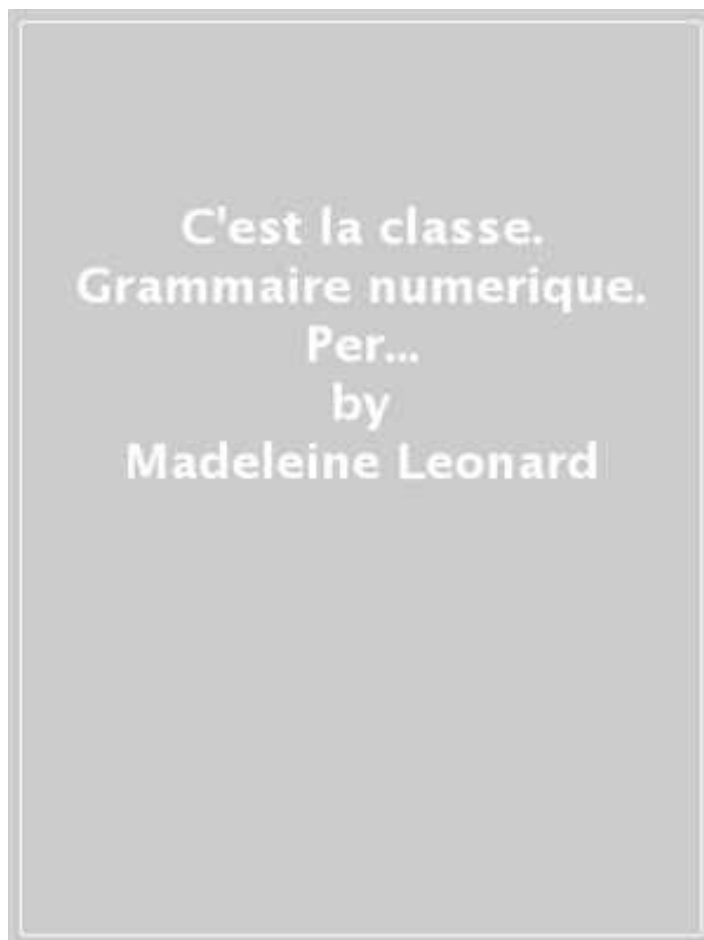 C'est la classe.
Grammaire numerique.
Per...
by
Madeleine Leonard